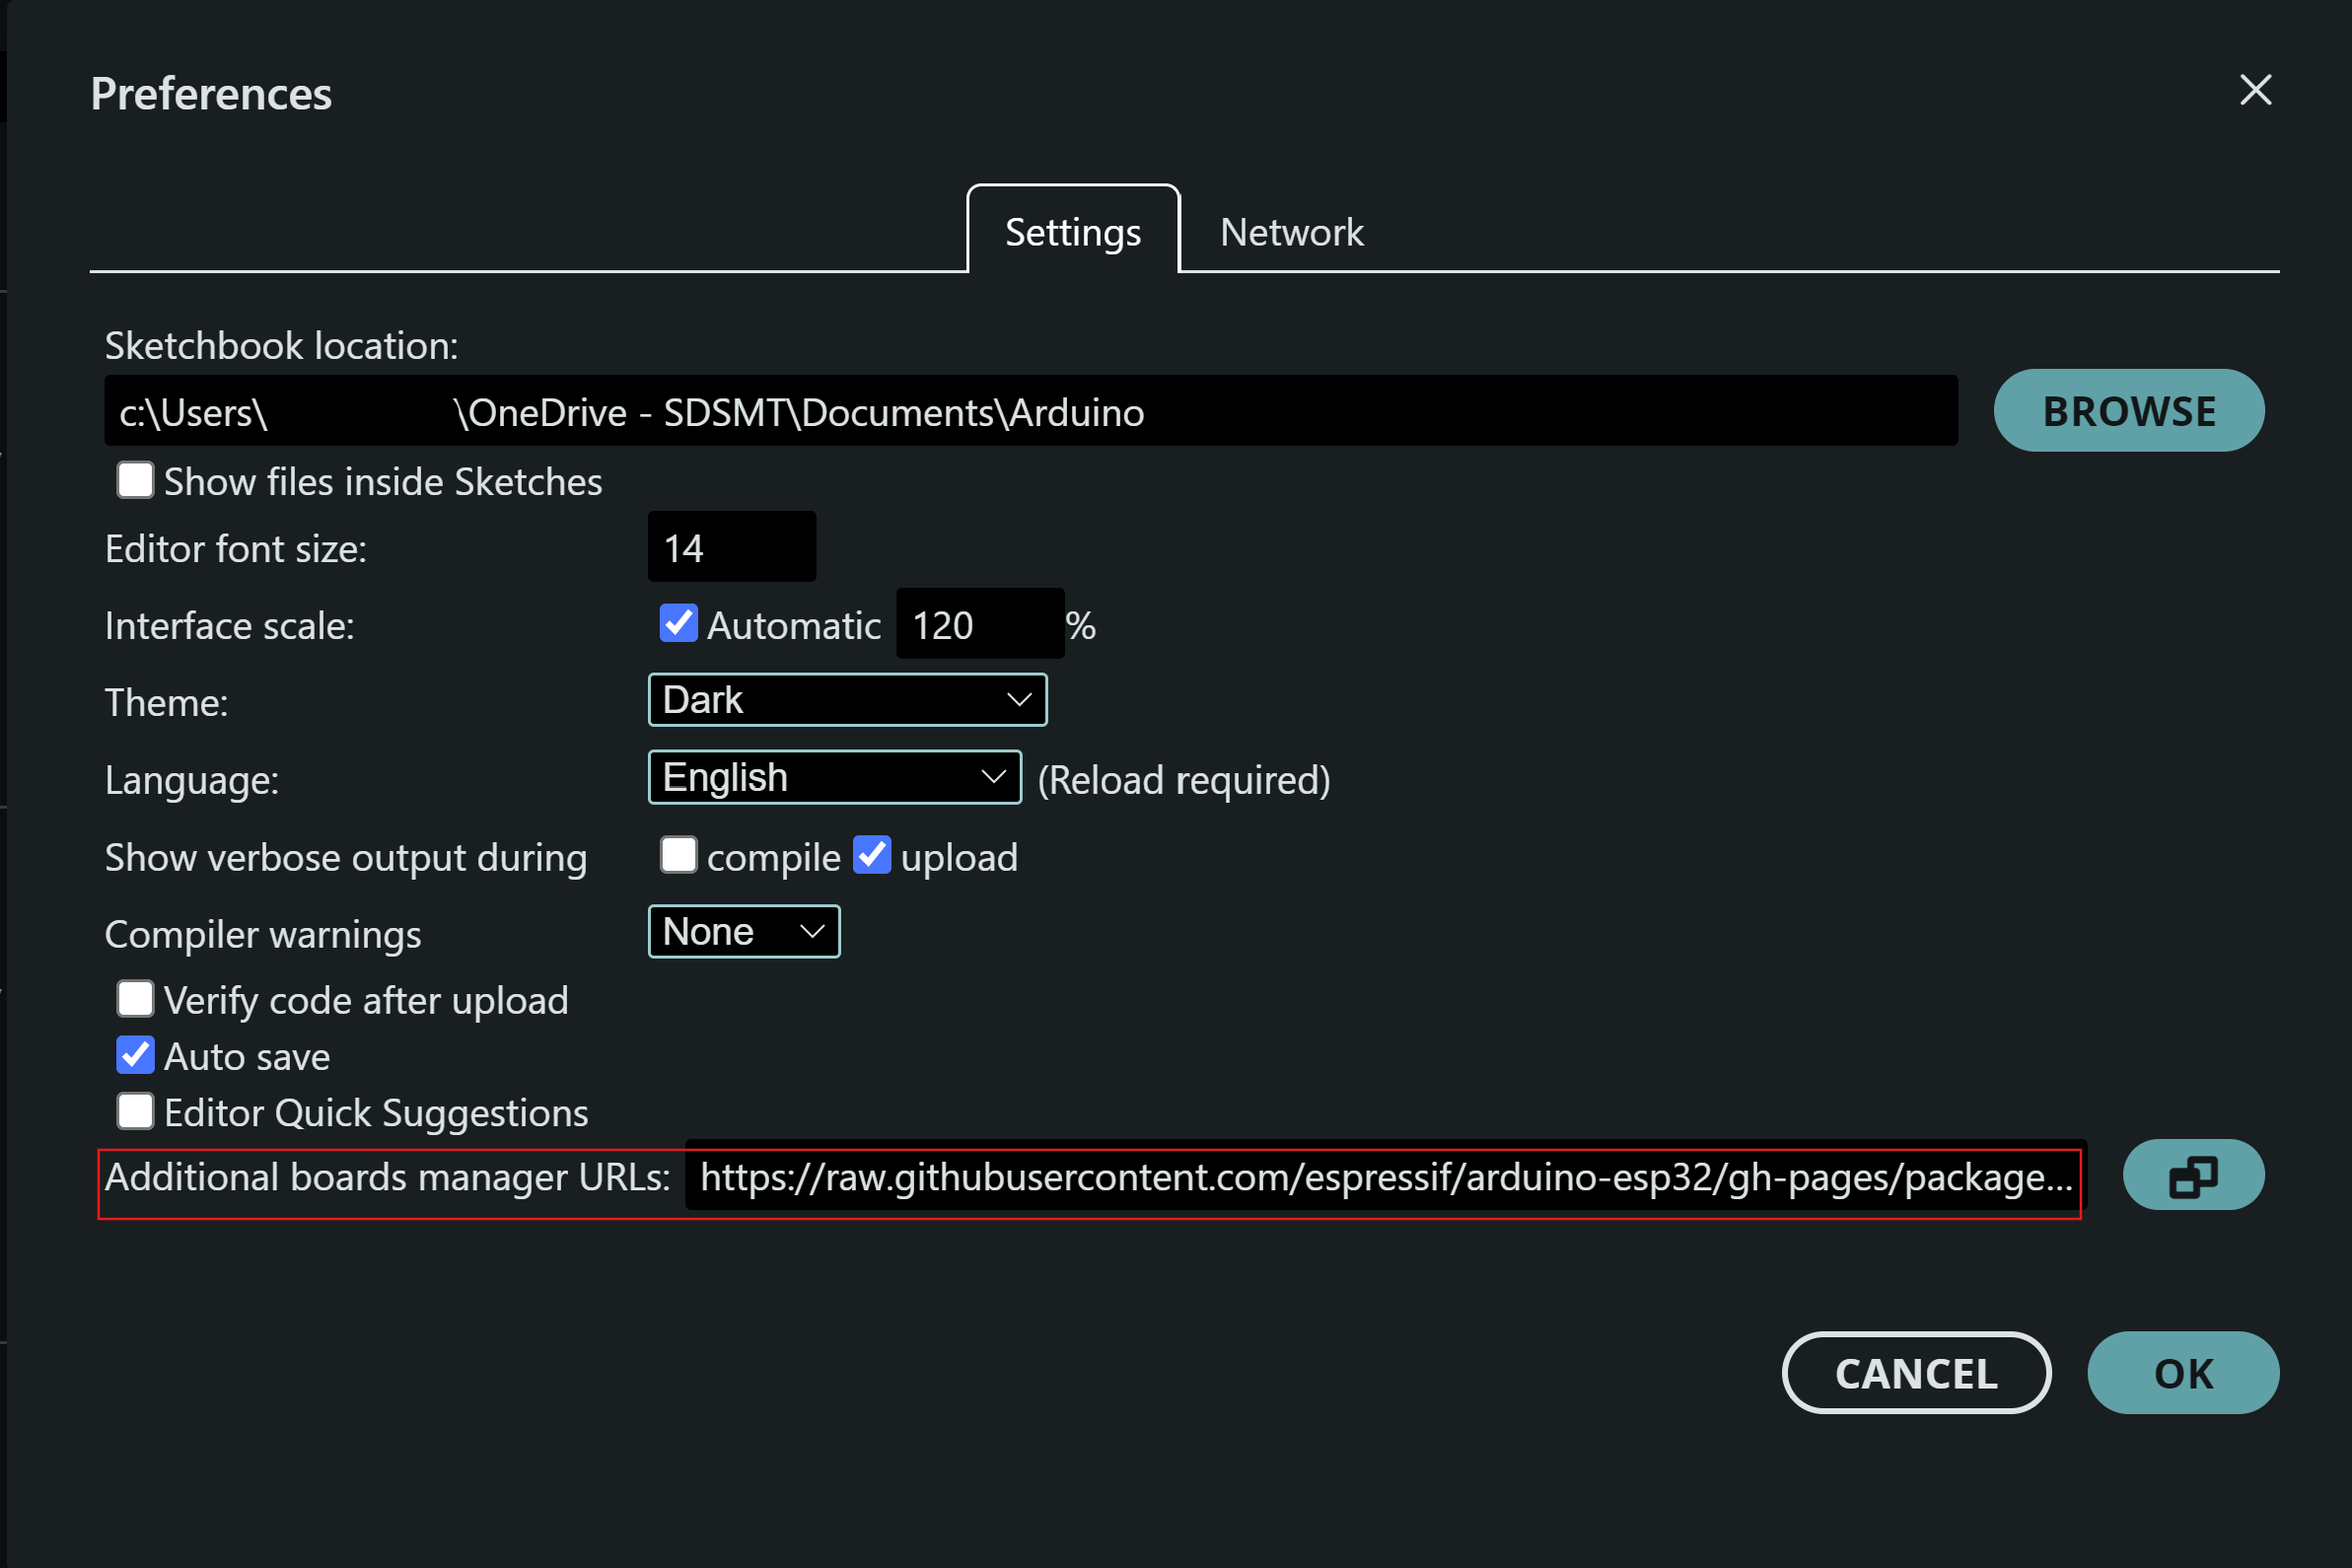 Preferences
Settings Network
Sketchbook location:
c:\Users\ \OneDrive - SDSMT\Documents\Arduino BROWSE
Show files inside Sketches
Editor font size: 14
Interface scale: Automatic 120 %
Theme: Dark
Language: English (Reload required)
Show verbose output during compile upload
Compiler warnings None
Verify code after upload
Auto save
Editor Quick Suggestions
Additional boards manager URLs: https://raw.githubusercontent.com/espressif/arduino-esp32/gh-pages/package...
CANCEL OK